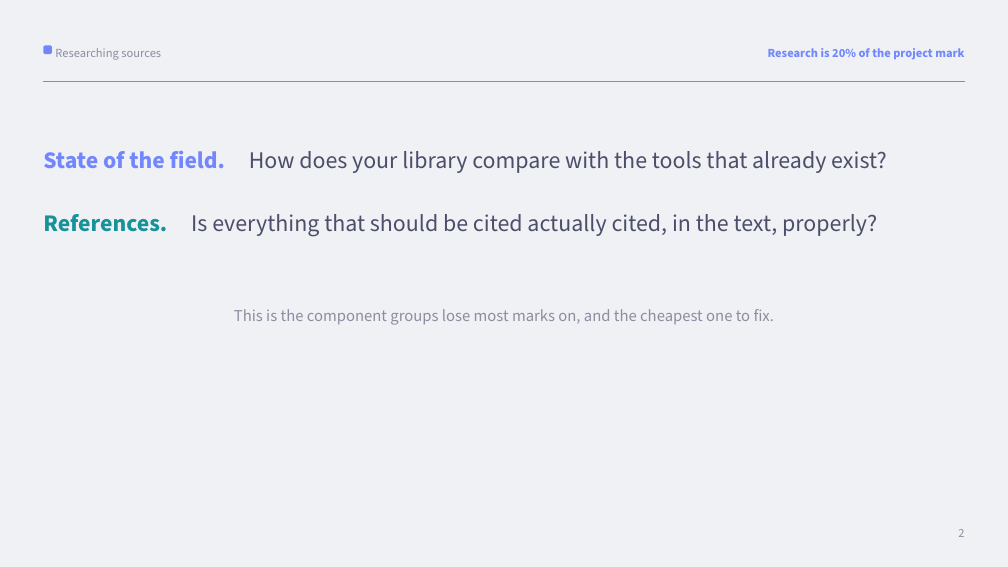 Researching sources
Research is 20% of the project mark
State of the field. How does your library compare with the tools that already exist?
References. Is everything that should be cited actually cited, in the text, properly?
This is the component groups lose most marks on, and the cheapest one to fix.
2